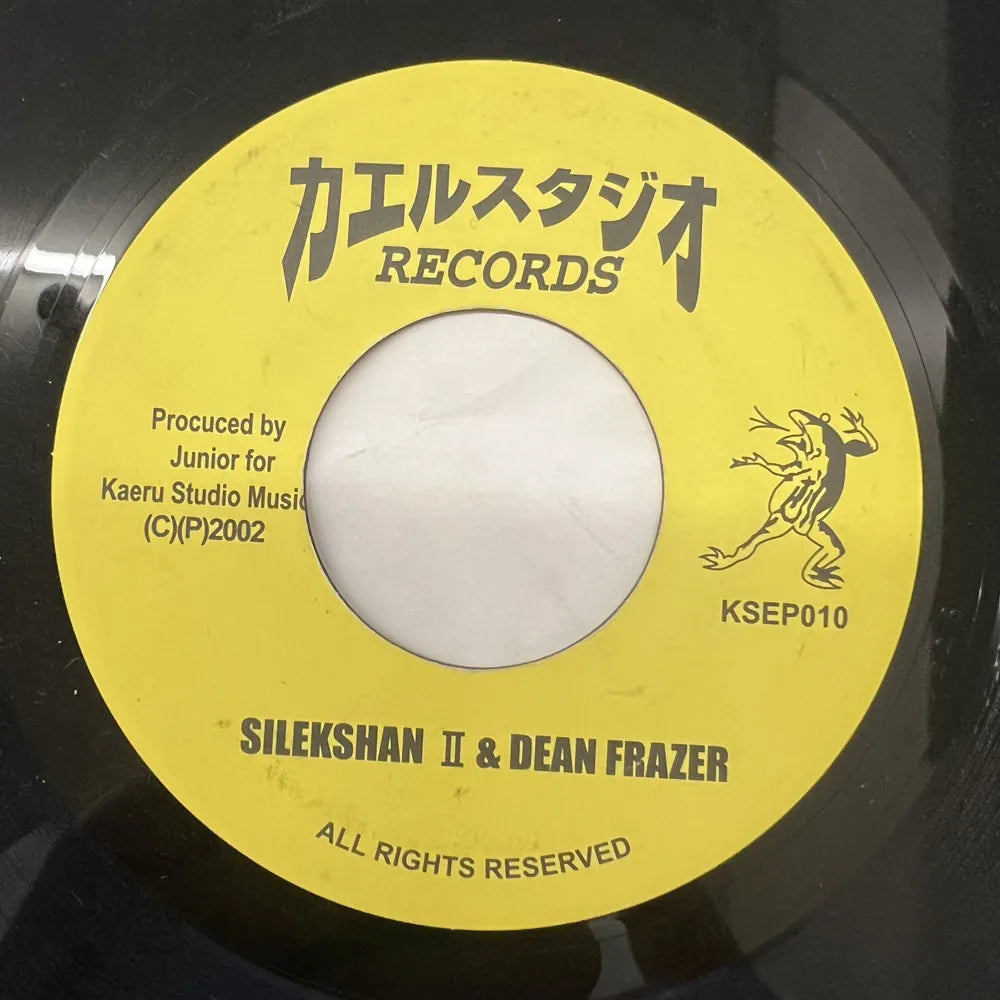 カエルスタジオ
RECORDS
Procuced by
Junior for
Kaeru Studio Music
(C)(P)2002
KSEP010
SILEKSHAN Ⅱ & DEAN FRAZER
ALL RIGHTS RESERVED